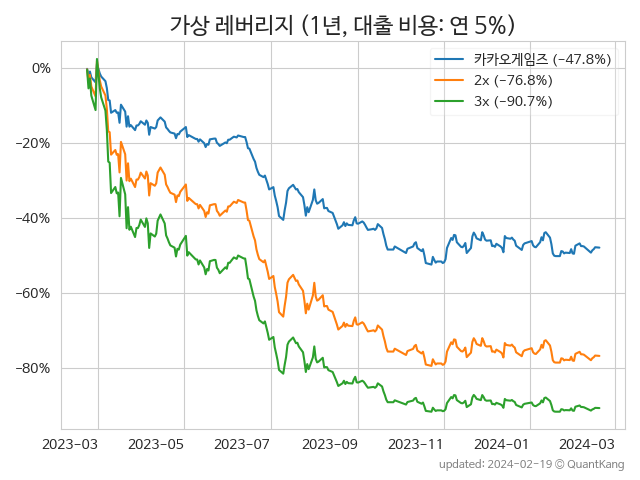 가상 레버리지 (1년, 대출 비용: 연 5%)
카카오게임즈 (−47.8%)
2x (−76.8%)
3x (−90.7%)
0%
−20%
−40%
−60%
−80%
2023-03 2023-05 2023-07 2023-09 2023-11 2024-01 2024-03
updated: 2024-02-19 © QuantKang